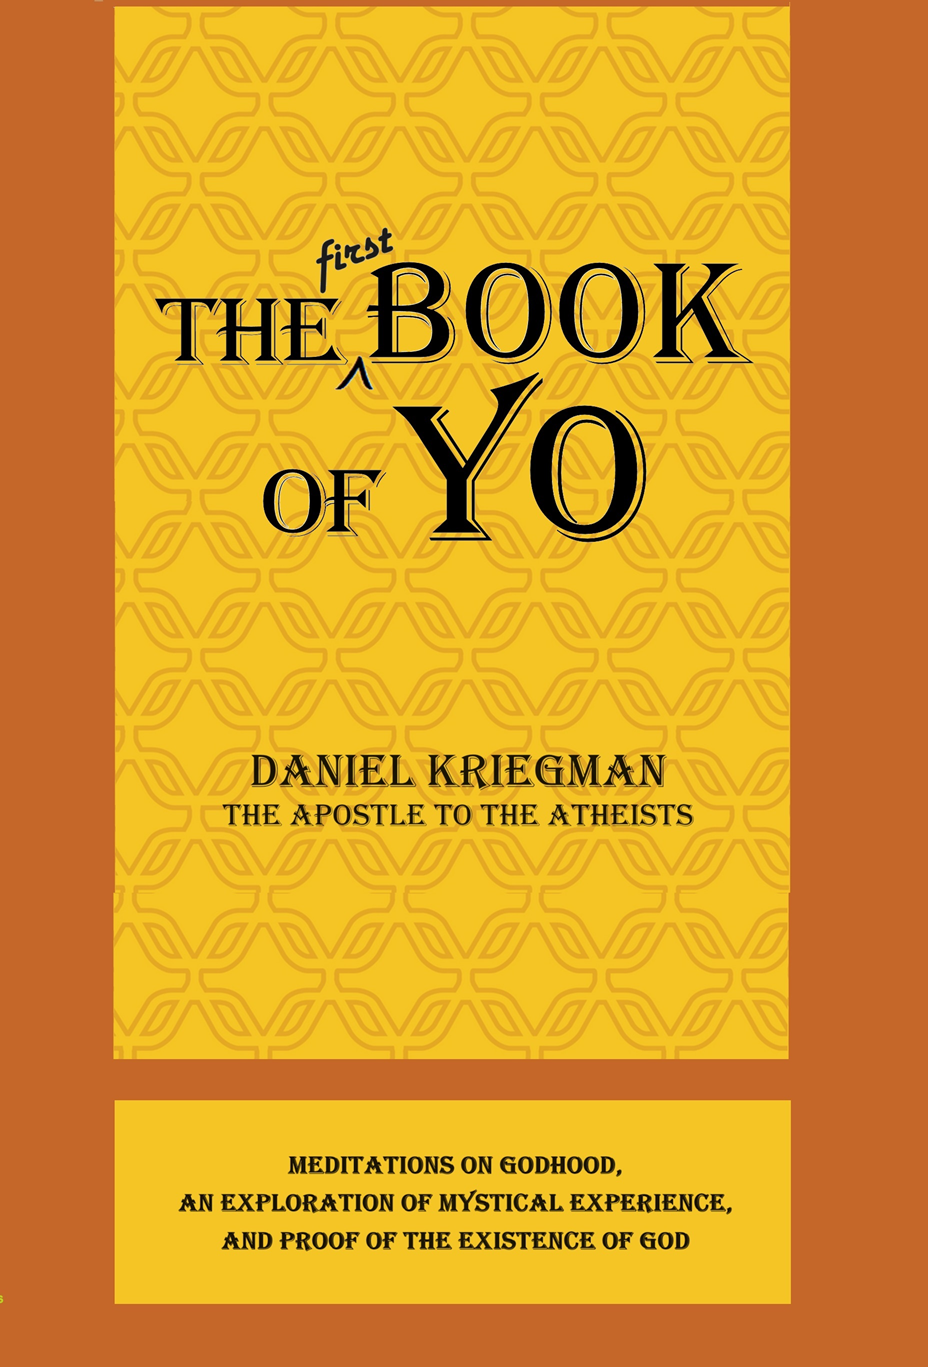 first
THE BOOK
^
OF YO
DANIEL KRIEGMAN
THE APOSTLE TO THE ATHEISTS
MEDITATIONS ON GODHOOD,
AN EXPLORATION OF MYSTICAL EXPERIENCE,
AND PROOF OF THE EXISTENCE OF GOD